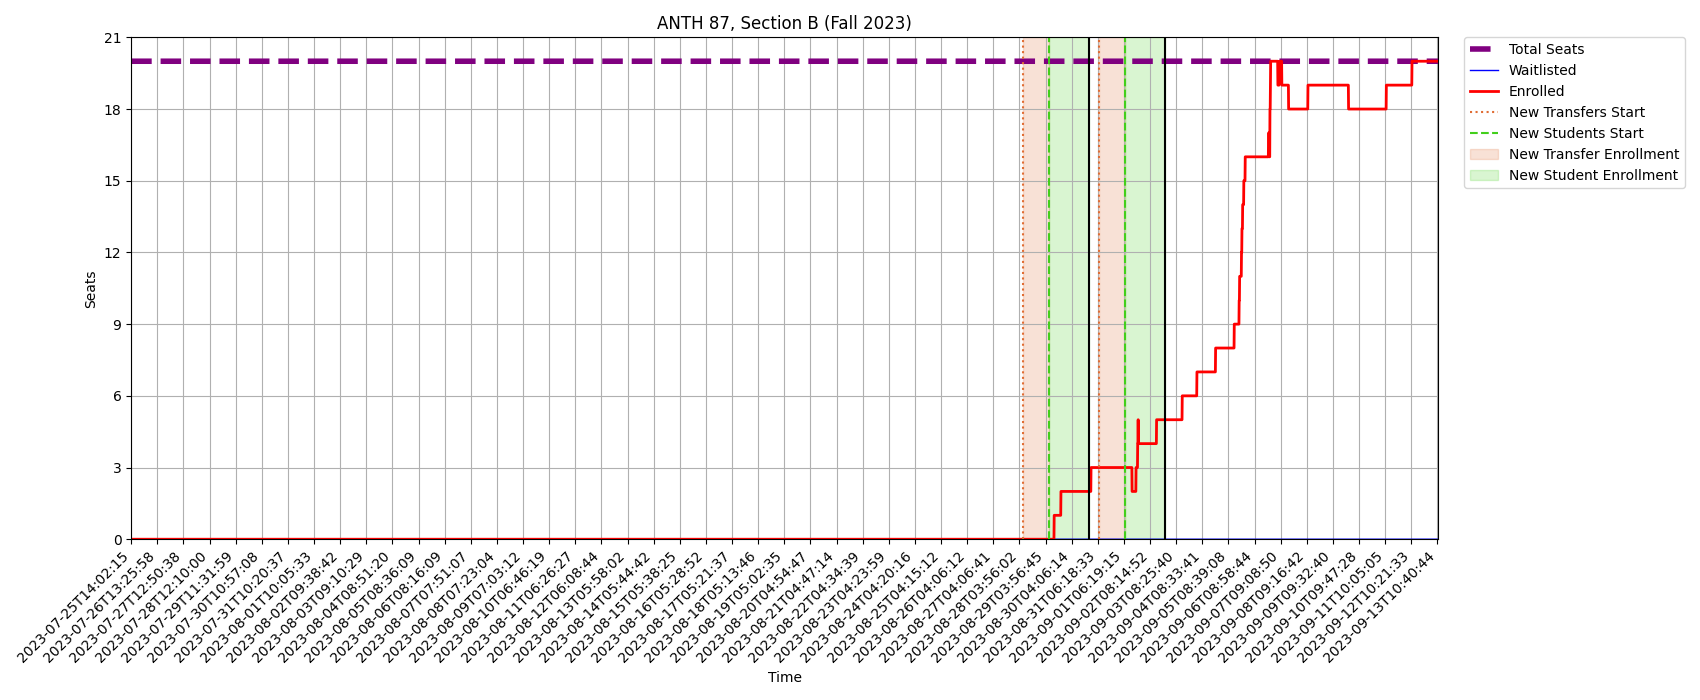 ANTH 87, Section B (Fall 2023)
21
18
15
12
9
6
3
0
Seats
2023-07-25T14:02:15
2023-07-26T13:25:58
2023-07-27T12:50:38
2023-07-28T12:10:00
2023-07-29T11:31:59
2023-07-30T10:57:08
2023-07-31T10:20:37
2023-08-01T10:05:33
2023-08-02T09:38:42
2023-08-03T09:10:29
2023-08-04T08:51:20
2023-08-05T08:36:09
2023-08-06T08:16:09
2023-08-07T07:51:07
2023-08-08T07:23:04
2023-08-09T07:03:12
2023-08-10T06:46:19
2023-08-11T06:26:27
2023-08-12T06:08:44
2023-08-13T05:58:02
2023-08-14T05:44:42
2023-08-15T05:38:25
2023-08-16T05:28:52
2023-08-17T05:21:37
2023-08-18T05:13:46
2023-08-19T05:02:35
2023-08-20T04:54:47
2023-08-21T04:47:14
2023-08-22T04:34:39
2023-08-23T04:23:59
2023-08-24T04:20:16
2023-08-25T04:15:12
2023-08-26T04:06:12
2023-08-27T04:06:41
2023-08-28T03:56:02
2023-08-29T03:56:45
2023-08-30T04:06:14
2023-08-31T06:18:33
2023-09-01T06:19:15
2023-09-02T08:14:52
2023-09-03T08:25:40
2023-09-04T08:33:41
2023-09-05T08:39:08
2023-09-06T08:58:44
2023-09-07T09:08:50
2023-09-08T09:16:42
2023-09-09T09:32:40
2023-09-10T09:47:28
2023-09-11T10:05:05
2023-09-12T10:21:33
2023-09-13T10:40:44
Time
Total Seats
Waitlisted
Enrolled
New Transfers Start
New Students Start
New Transfer Enrollment
New Student Enrollment